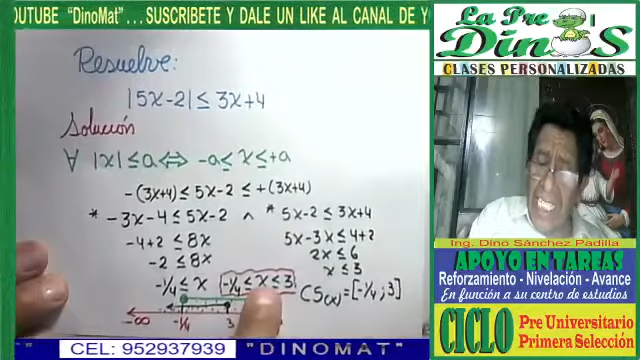 OUTUBE "DinoMat"... SUSCRIBETE Y DALE UN LIKE AL CANAL DE YO
La Pre
DinoS
CLASES PERSONALIZADAS
Resuelve:
|5x-2| ≤ 3x+4
Solución
∀ |x| ≤ a ⟺ -a ≤ x ≤ +a
-(3x+4) ≤ 5x-2 ≤ +(3x+4)
* -3x-4 ≤ 5x-2 ^ * 5x-2 ≤ 3x+4
-4+2 ≤ 8x 5x-3x ≤ 4+2
-2 ≤ 8x 2x ≤ 6
x ≤ 3
-1/4 ≤ x -1/4 ≤ x ≤ 3 CS(x) = [-1/4 ; 3]
-∞ -1/4 3
Ing. Dino Sánchez Padilla
APOYO EN TAREAS
Reforzamiento - Nivelación - Avance
En función a su centro de estudios
CICLO Pre Universitario
Primera Selección
CEL: 952937939 "DINOMAT"